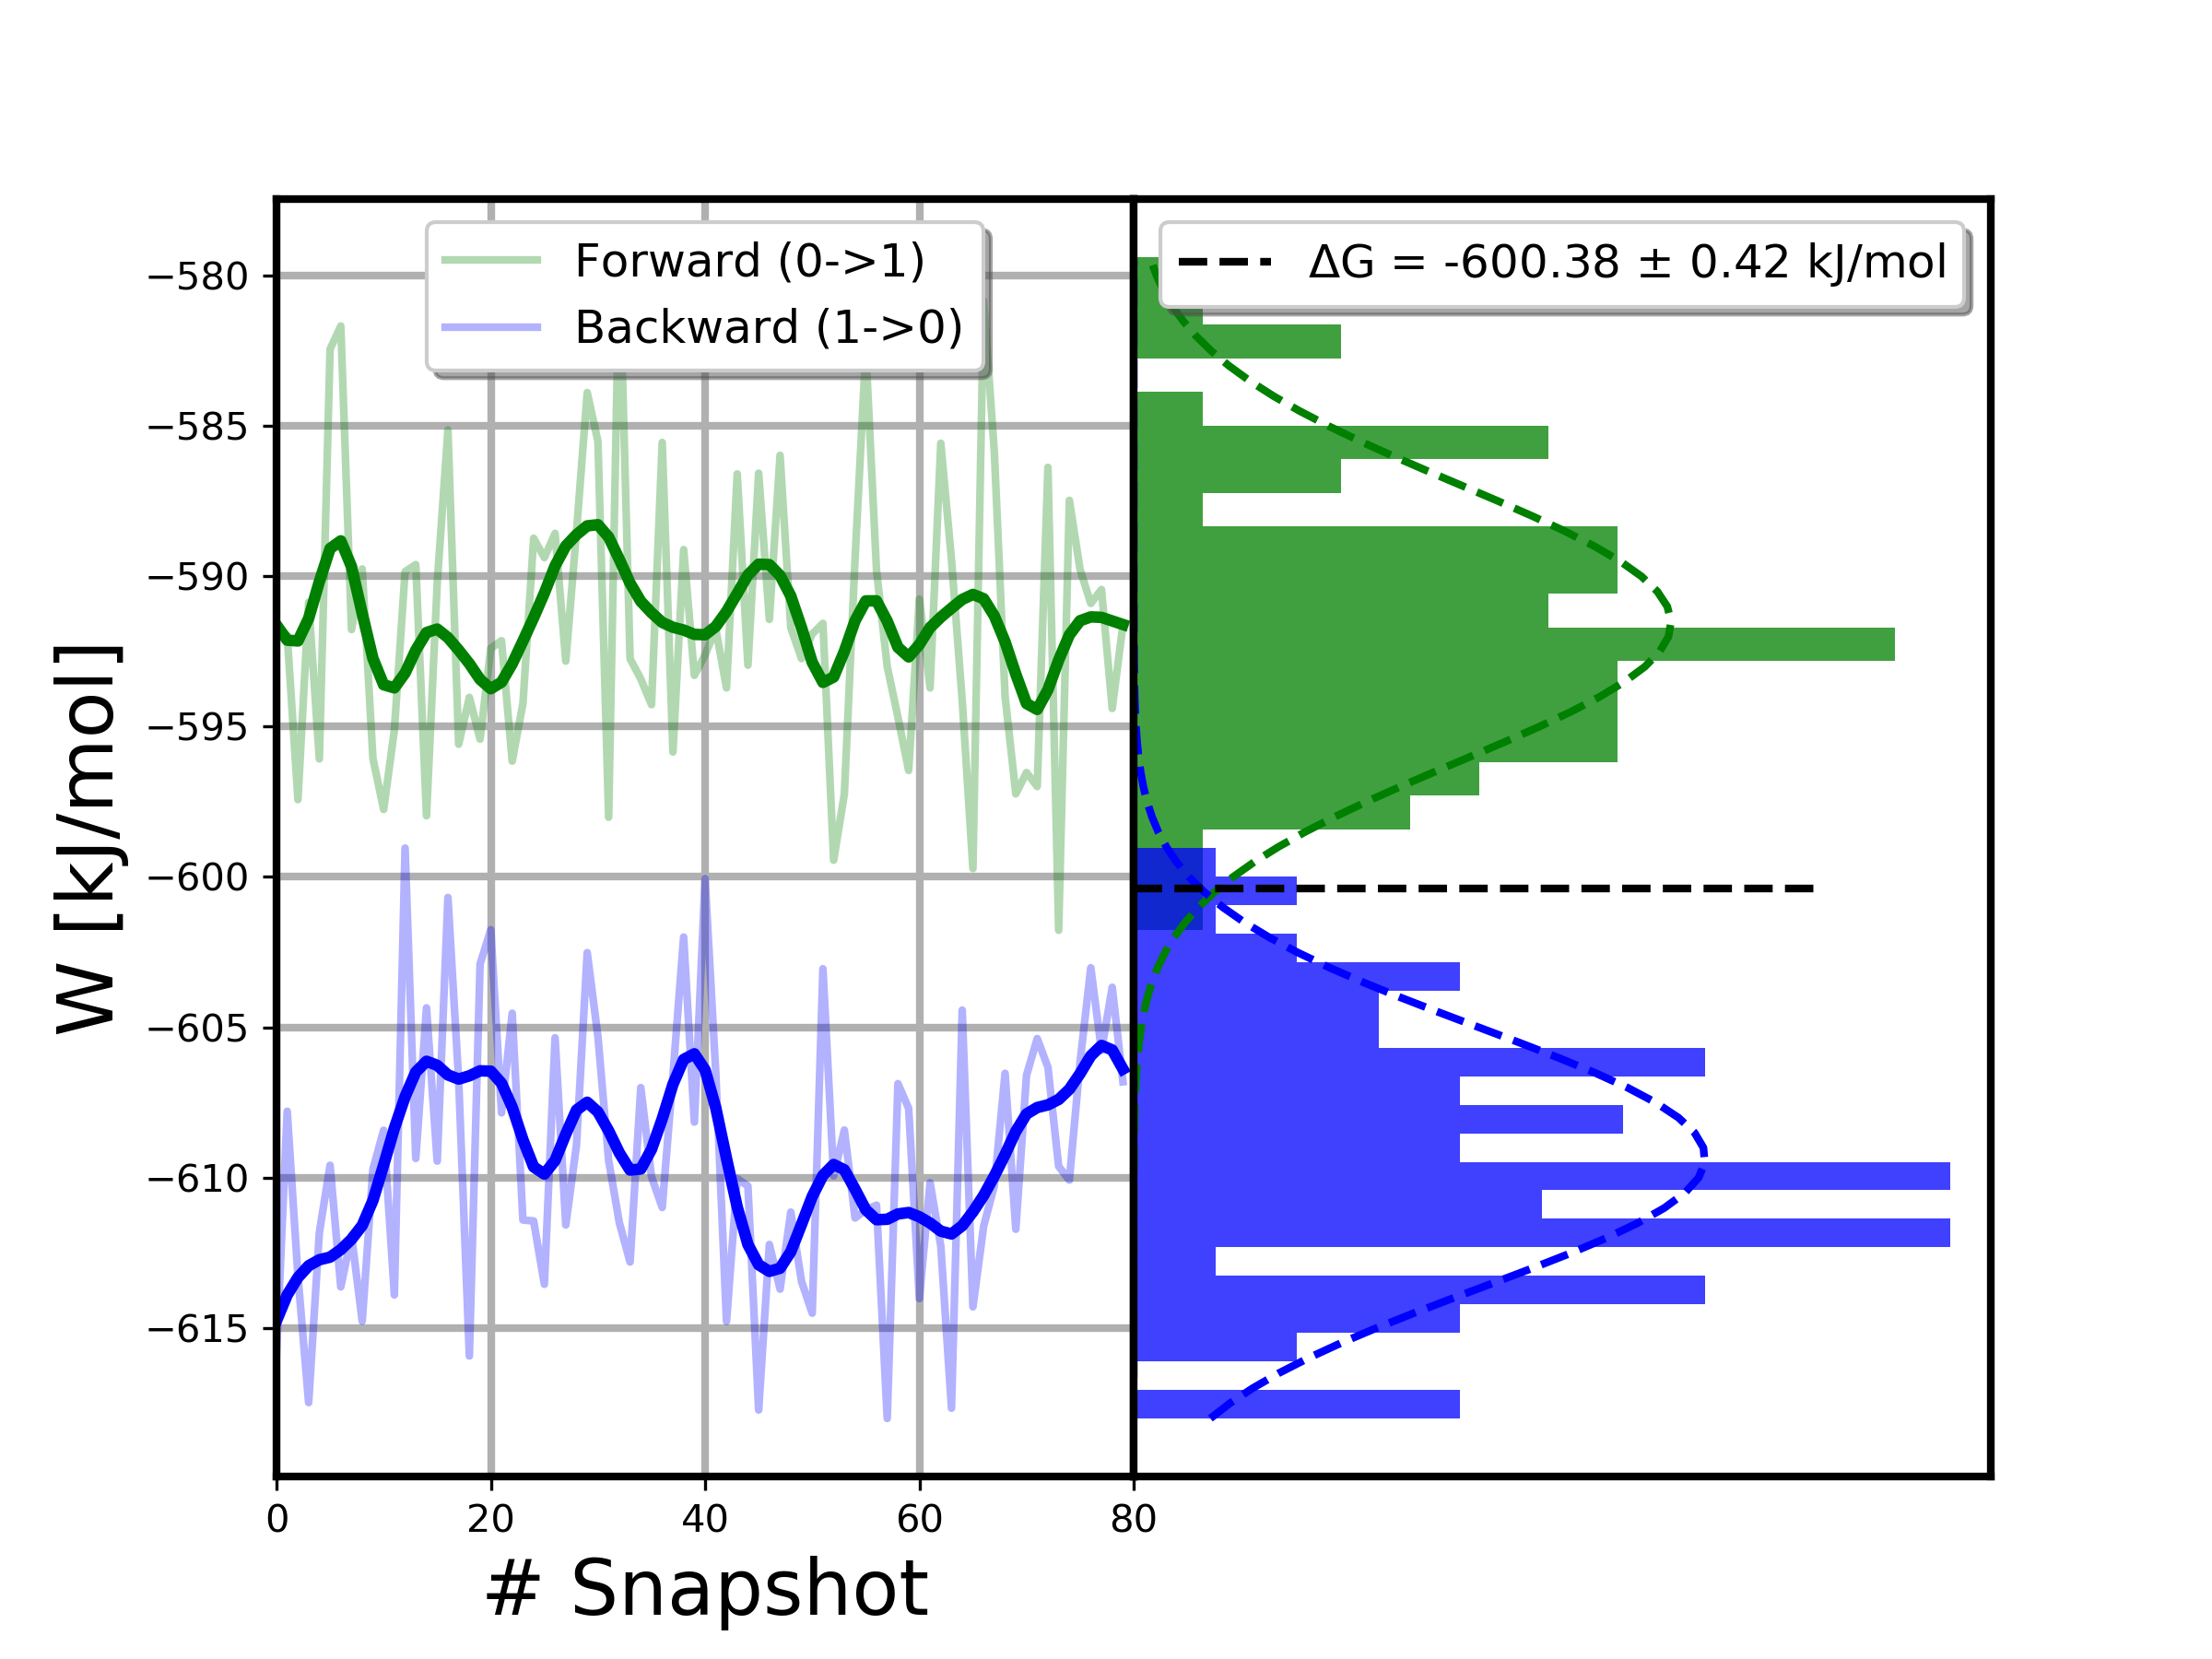 Forward (0->1)
Backward (1->0)
ΔG = -600.38 ± 0.42 kJ/mol
W [kJ/mol]
−580
−585
−590
−595
−600
−605
−610
−615
0 20 40 60 80
# Snapshot